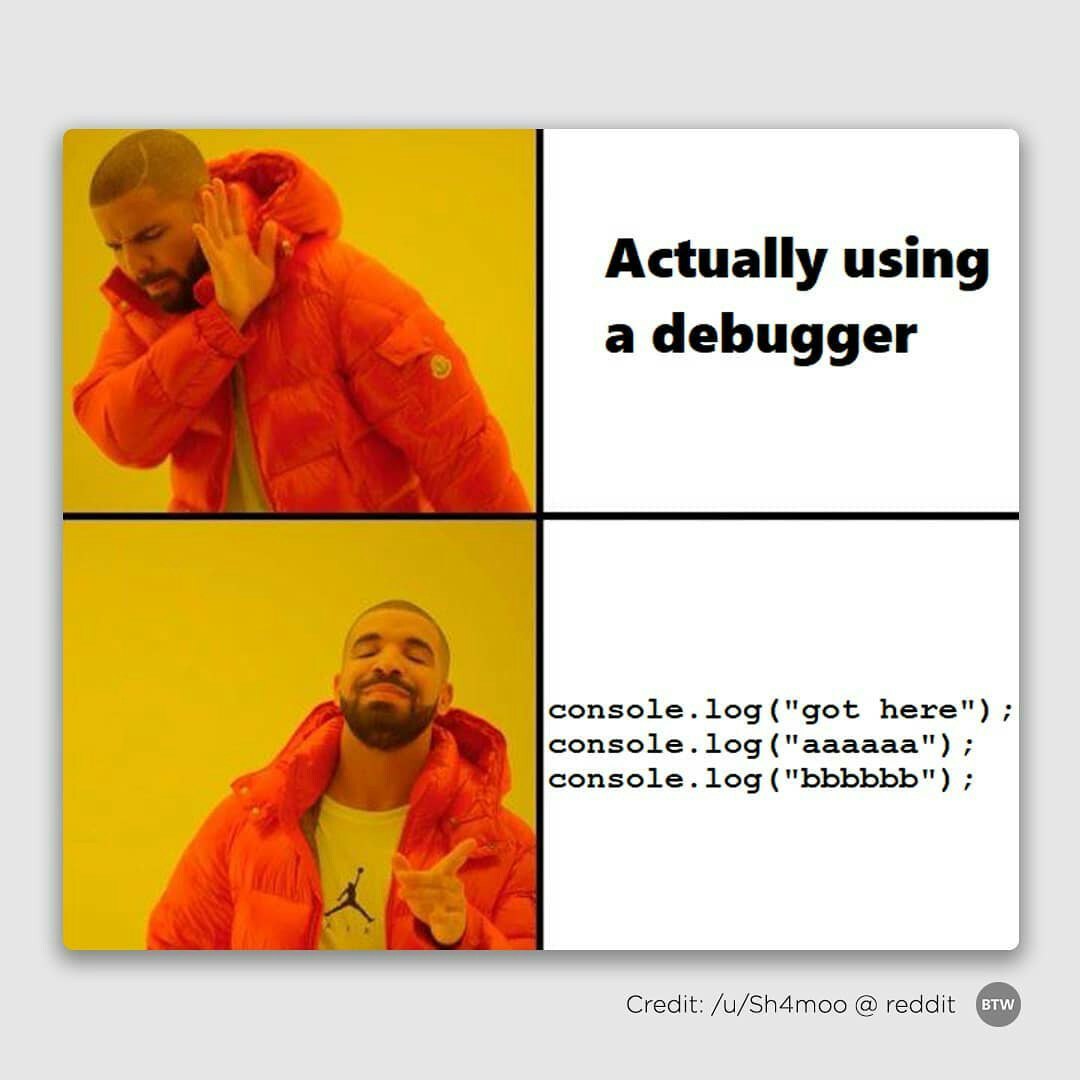 Actually using
a debugger
console.log("got here");
console.log("aaaaaa");
console.log("bbbbbb");
Credit: /u/Sh4moo @ reddit
BTW